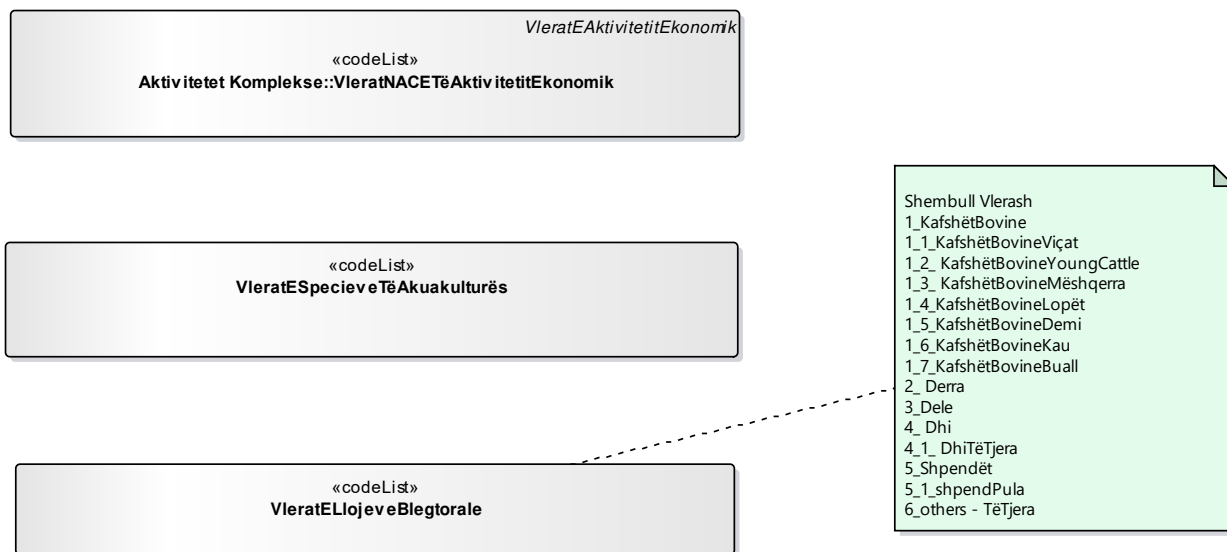 VleratEAktivitetitEkonomik
«codeList»
Aktivitetet Komplekse::VleratNACETëAktivitetitEkonomik
«codeList»
VleratESpecieveTëAkuakulturës
«codeList»
VleratELlojeveBlegtorale
Shembull Vlerash
1_KafshëtBovine
1_1_KafshëtBovineViçat
1_2_ KafshëtBovineYoungCattle
1_3_ KafshëtBovineMëshqerra
1_4_KafshëtBovineLopët
1_5_KafshëtBovineDemi
1_6_KafshëtBovineKau
1_7_KafshëtBovineBuall
2_ Derra
3_Dele
4_ Dhi
4_1_ DhiTëTjera
5_Shpendët
5_1_shpendPula
6_others - TëTjera